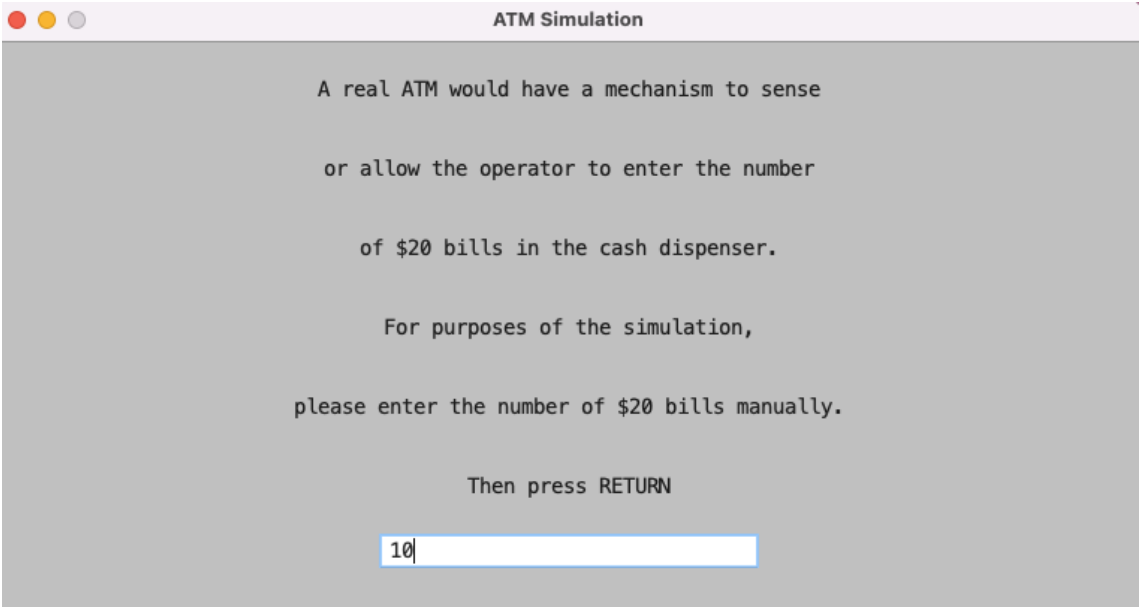 ATM Simulation
A real ATM would have a mechanism to sense
or allow the operator to enter the number
of $20 bills in the cash dispenser.
For purposes of the simulation,
please enter the number of $20 bills manually.
Then press RETURN
10